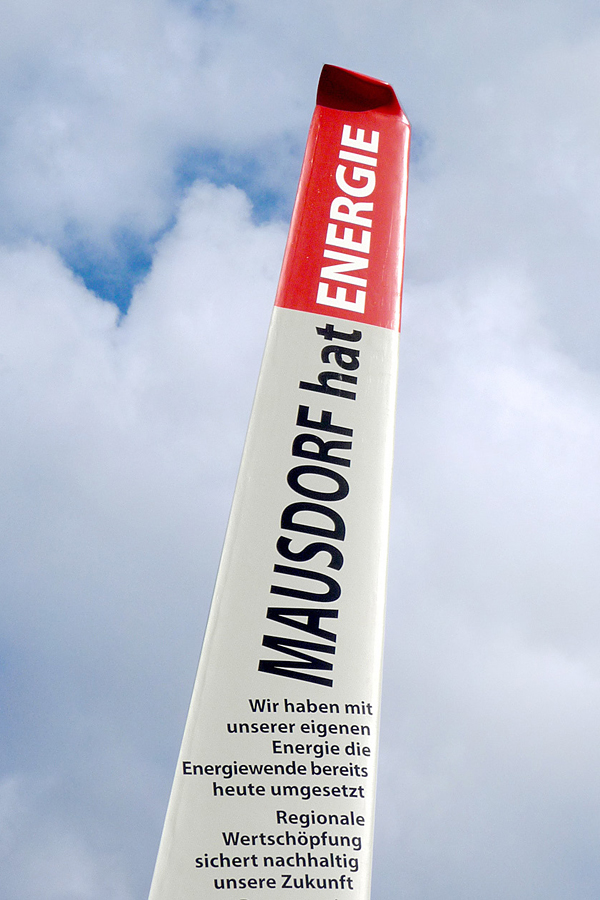 MAUSDORF hat ENERGIE
Wir haben mit
unserer eigenen
Energie die
Energiewende bereits
heute umgesetzt
Regionale
Wertschöpfung
sichert nachhaltig
unsere Zukunft